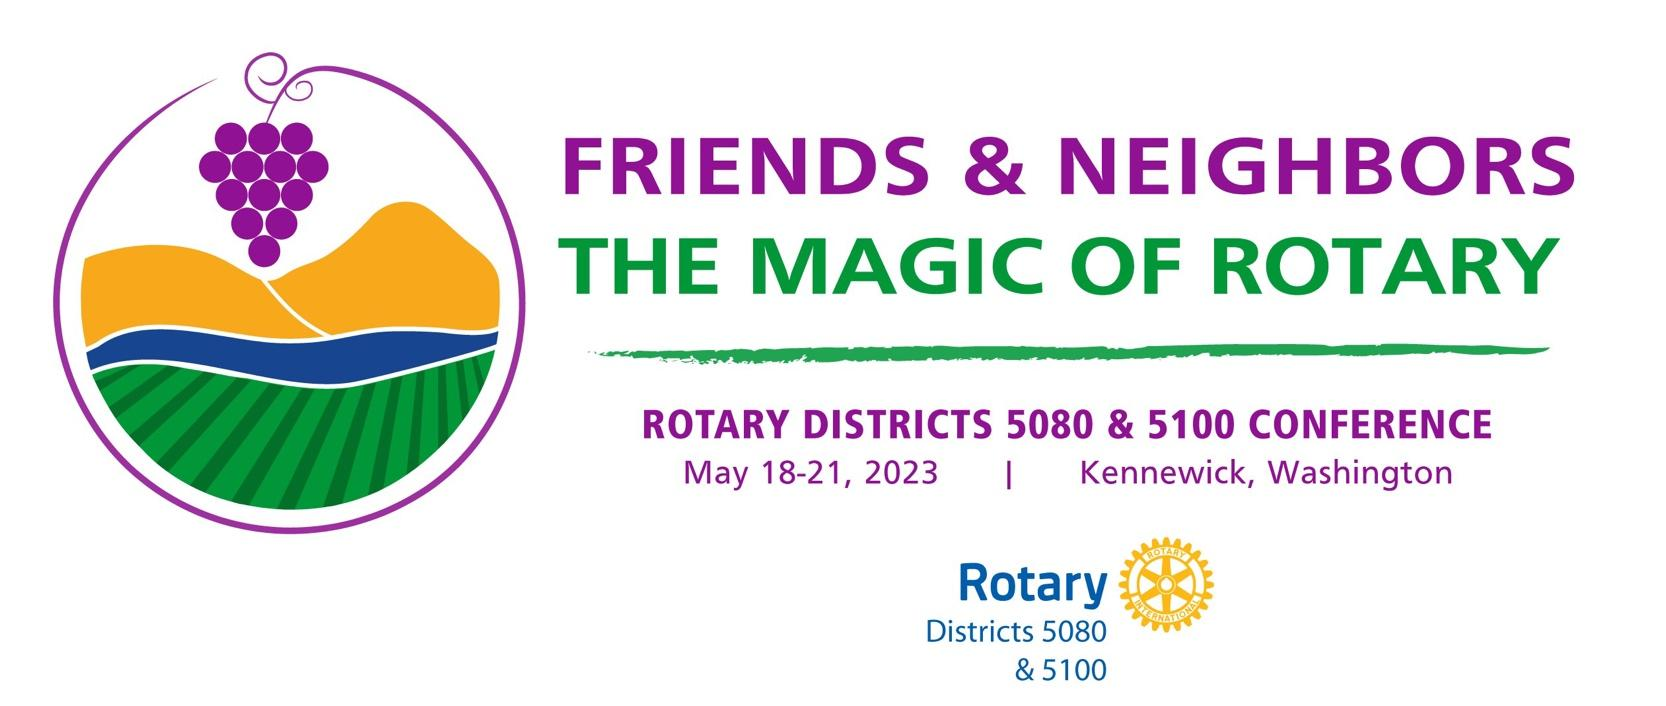 FRIENDS & NEIGHBORS
THE MAGIC OF ROTARY
ROTARY DISTRICTS 5080 & 5100 CONFERENCE
May 18-21, 2023 | Kennewick, Washington
Rotary
ROTARY
INTERNATIONAL
Districts 5080
& 5100